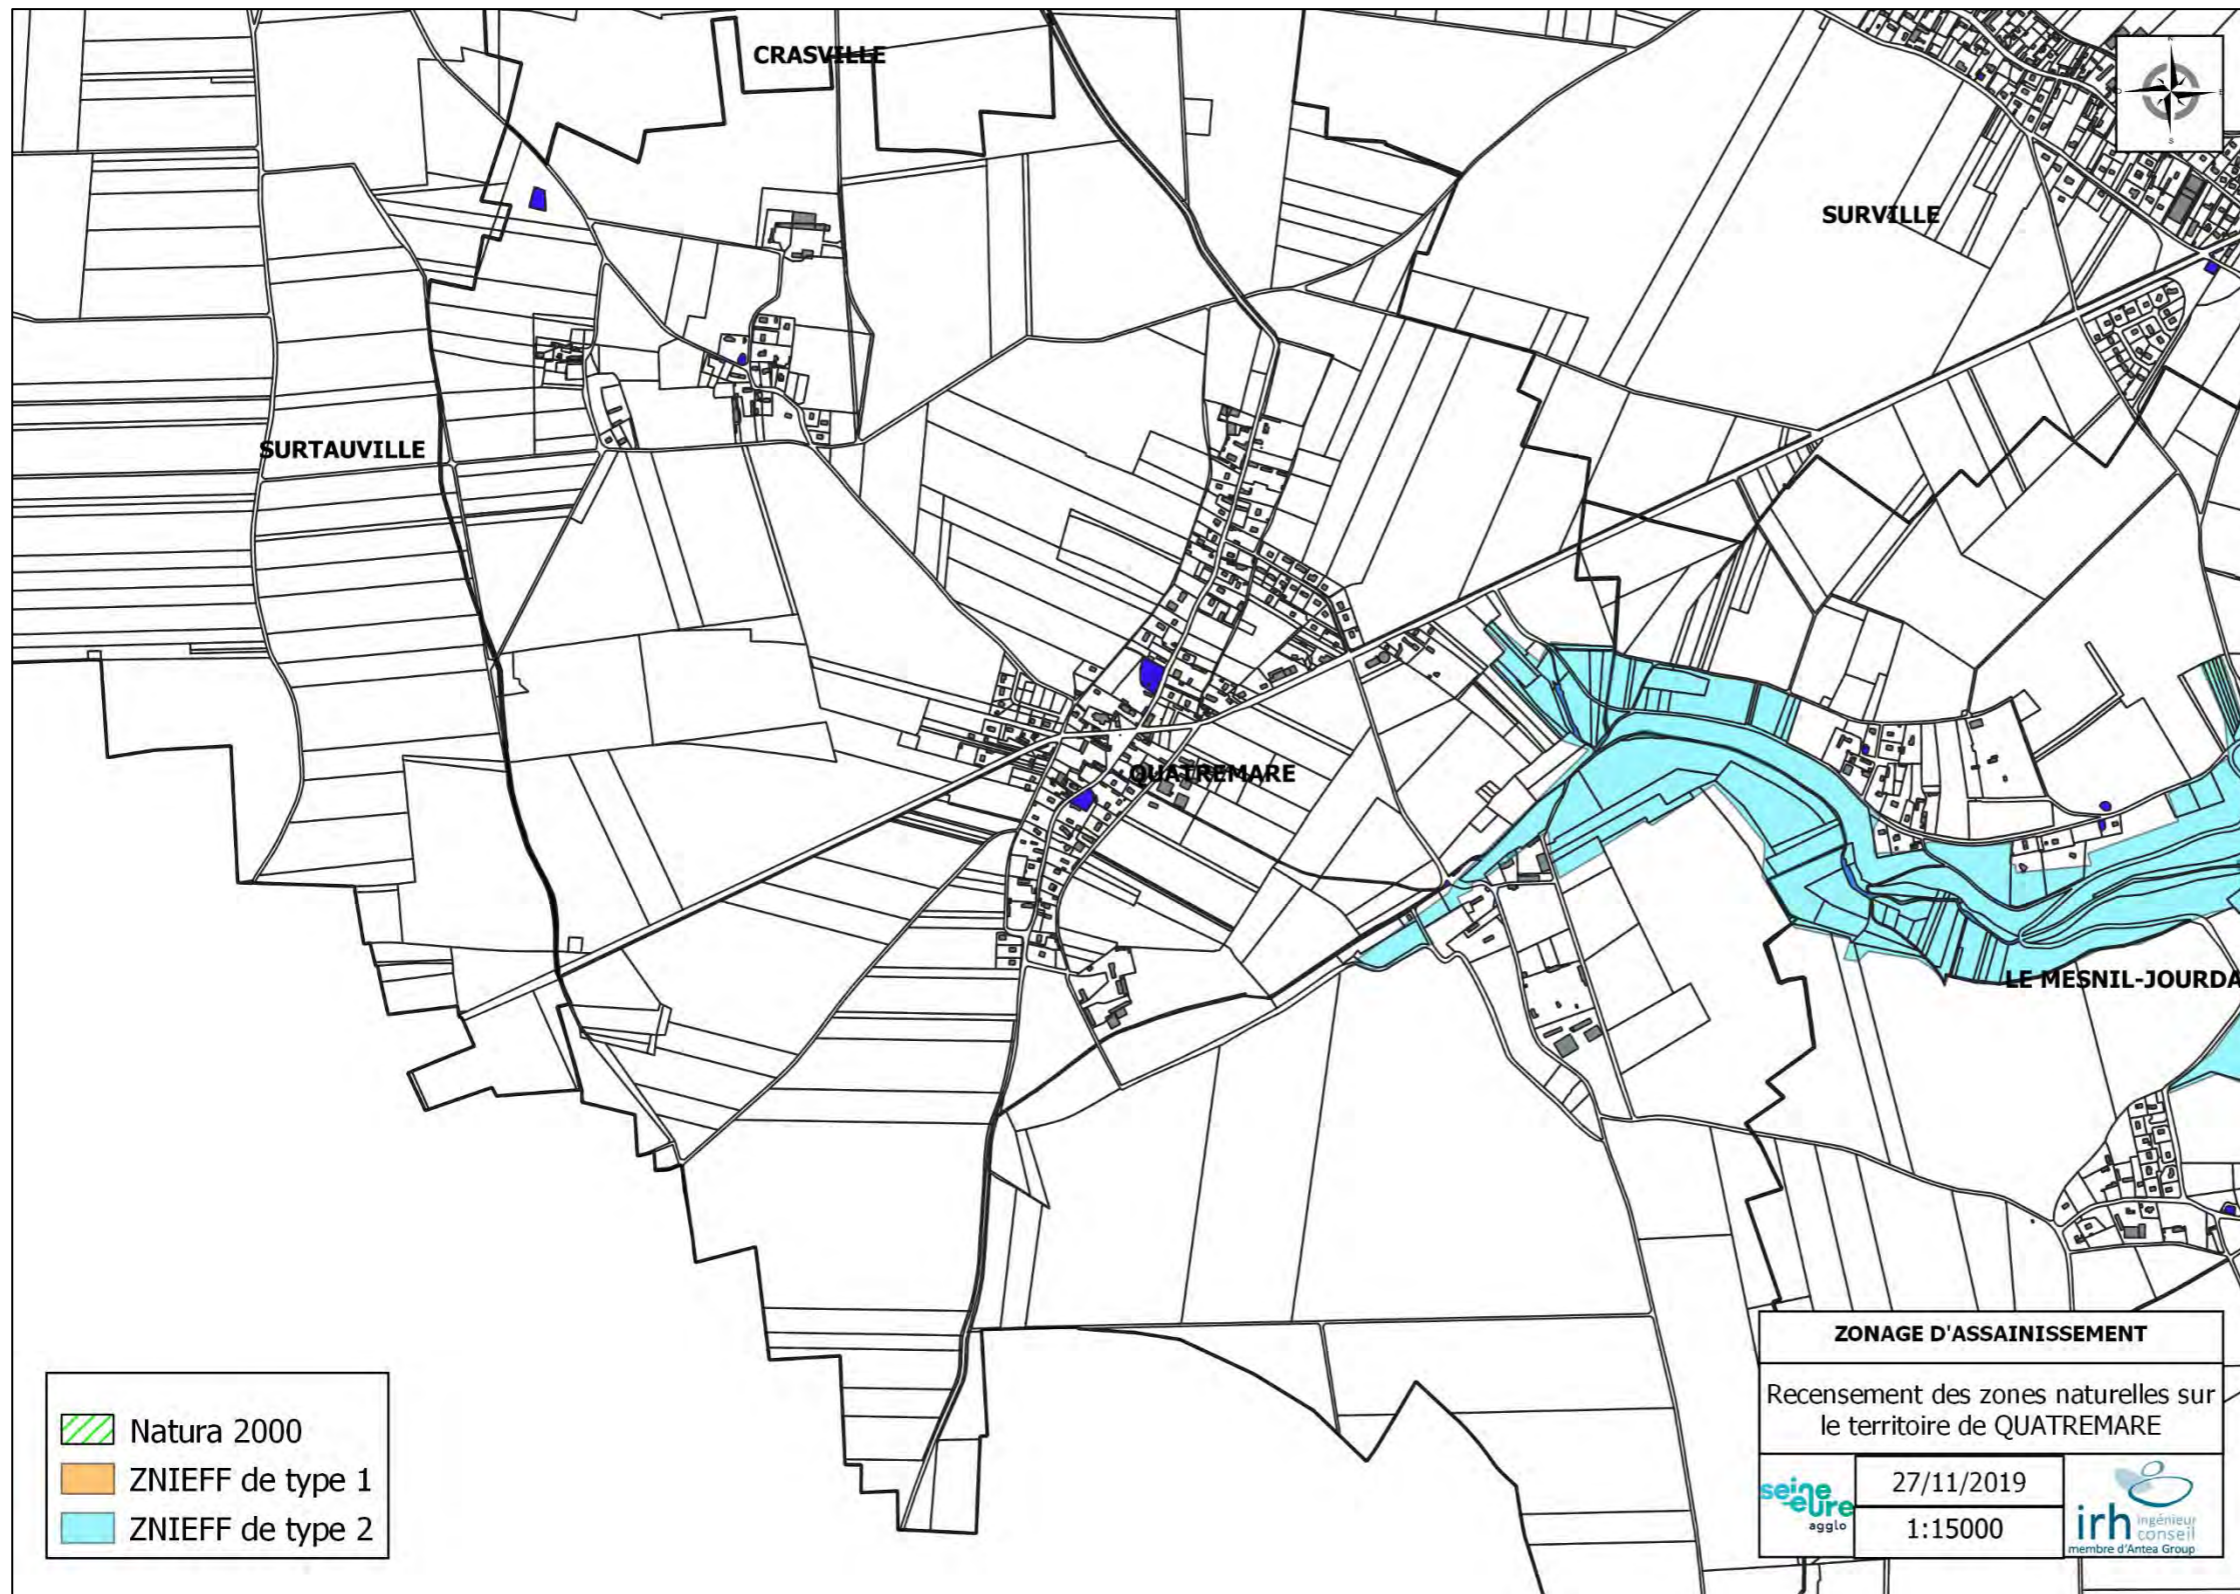 CRASVILLE
N
O
E
S
SURVILLE
SURTAUVILLE
QUATREMARE
LE MESNIL-JOURDA
Natura 2000
ZNIEFF de type 1
ZNIEFF de type 2
ZONAGE D'ASSAINISSEMENT
Recensement des zones naturelles sur
le territoire de QUATREMARE
seine
eure
agglo
27/11/2019
1:15000
irh ingénieur
conseil
membre d'Antea Group